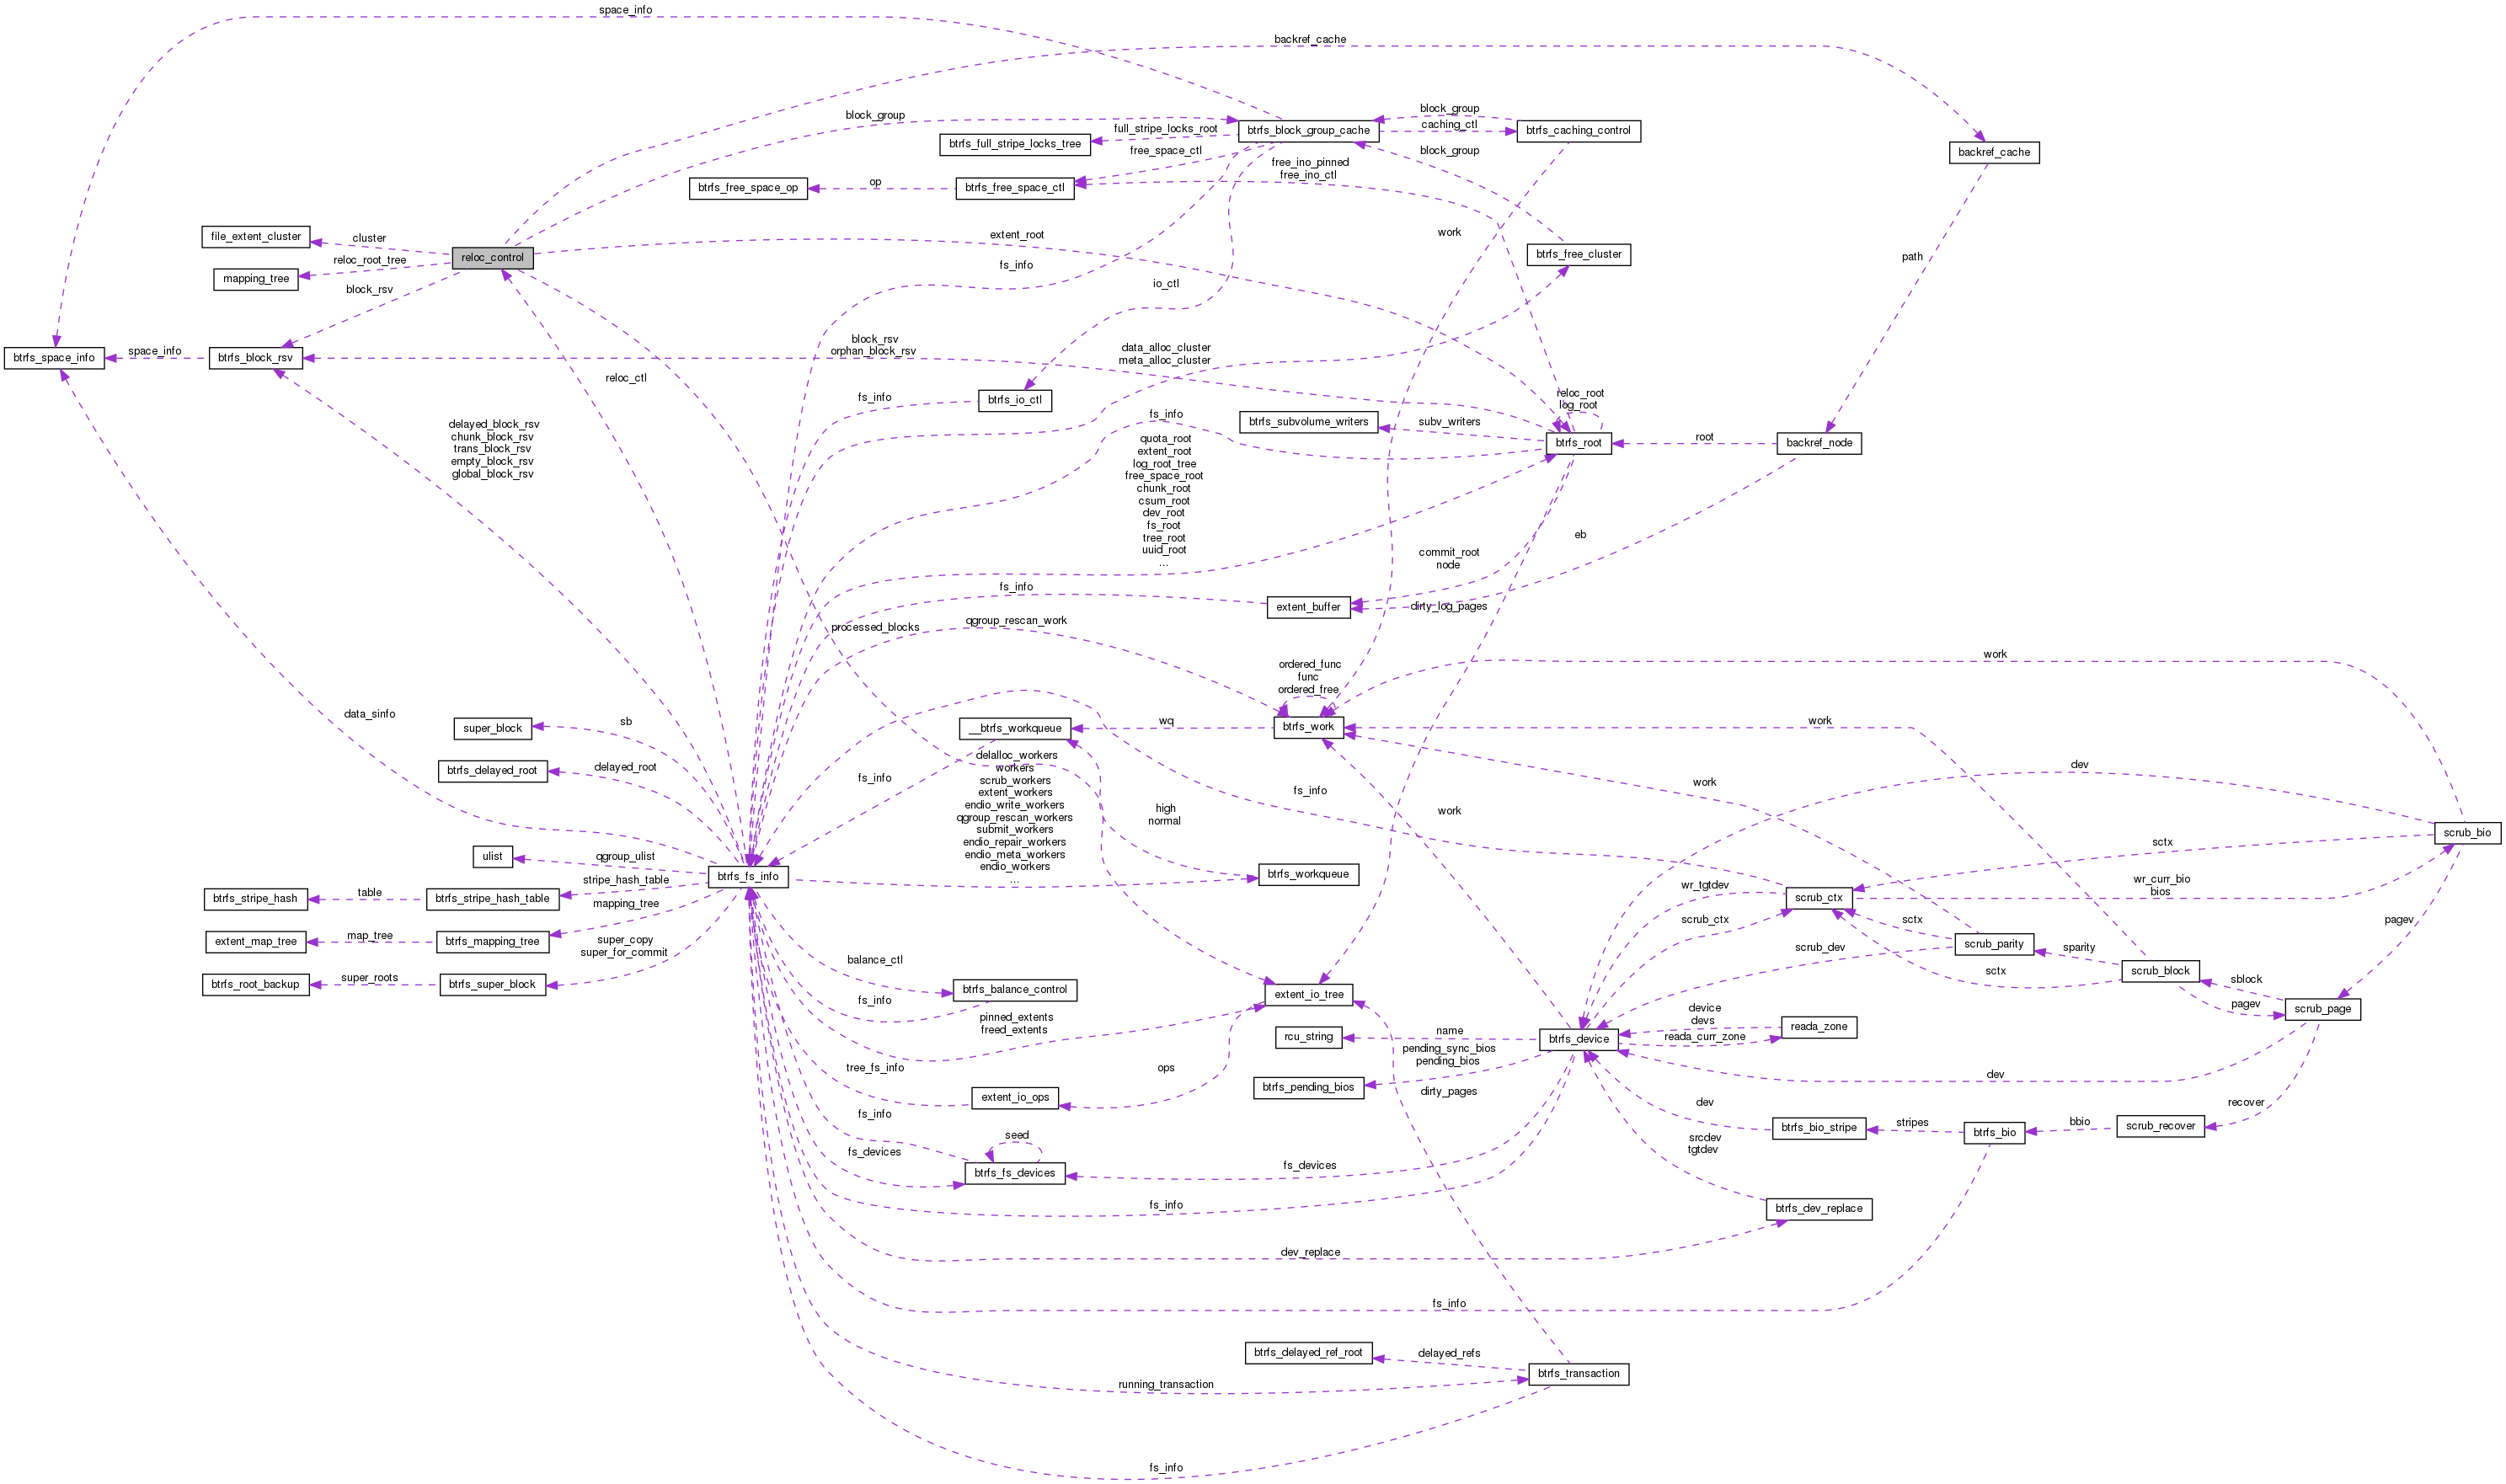 space_info
backref_cache
block_group
block_group
btrfs_block_group_cache
btrfs_caching_control
full_stripe_locks_root
caching_ctl
btrfs_full_stripe_locks_tree
free_space_ctl
block_group
backref_cache
free_ino_pinned
free_ino_ctl
btrfs_free_space_op
op
btrfs_free_space_ctl
file_extent_cluster
cluster
extent_root
work
reloc_control
btrfs_free_cluster
path
reloc_root_tree
fs_info
mapping_tree
block_rsv
io_ctl
block_rsv
orphan_block_rsv
data_alloc_cluster
meta_alloc_cluster
btrfs_space_info
space_info
btrfs_block_rsv
reloc_ctl
fs_info
btrfs_io_ctl
reloc_root
log_root
delayed_block_rsv
chunk_block_rsv
trans_block_rsv
empty_block_rsv
global_block_rsv
fs_info
btrfs_subvolume_writers
subv_writers
btrfs_root
root
backref_node
quota_root
extent_root
log_root_tree
free_space_root
chunk_root
csum_root
dev_root
fs_root
tree_root
uuid_root
...
eb
commit_root
node
fs_info
extent_buffer
dirty_log_pages
processed_blocks
qgroup_rescan_work
work
ordered_func
func
ordered_free
data_sinfo
super_block
sb
__btrfs_workqueue
wq
btrfs_work
work
btrfs_delayed_root
delayed_root
fs_info
delalloc_workers
workers
scrub_workers
extent_workers
endio_write_workers
qgroup_rescan_workers
submit_workers
endio_repair_workers
endio_meta_workers
endio_workers
...
high
normal
fs_info
work
work
dev
scrub_bio
sctx
ulist
qgroup_ulist
btrfs_fs_info
btrfs_workqueue
wr_tgtdev
scrub_ctx
wr_curr_bio
bios
btrfs_stripe_hash
table
btrfs_stripe_hash_table
stripe_hash_table
mapping_tree
scrub_ctx
sctx
pagev
extent_map_tree
map_tree
btrfs_mapping_tree
super_copy
super_for_commit
balance_ctl
scrub_dev
scrub_parity
sparity
scrub_block
sctx
sblock
btrfs_root_backup
super_roots
btrfs_super_block
btrfs_balance_control
fs_info
extent_io_tree
pagev
scrub_page
pinned_extents
freed_extents
rcu_string
name
btrfs_device
device
devs
reada_curr_zone
reada_zone
tree_fs_info
ops
pending_sync_bios
pending_bios
btrfs_pending_bios
dev
extent_io_ops
dirty_pages
dev
recover
fs_info
seed
btrfs_bio_stripe
stripes
btrfs_bio
bbio
scrub_recover
fs_devices
btrfs_fs_devices
fs_devices
srcdev
tgtdev
fs_info
btrfs_dev_replace
dev_replace
fs_info
btrfs_delayed_ref_root
delayed_refs
btrfs_transaction
running_transaction
fs_info